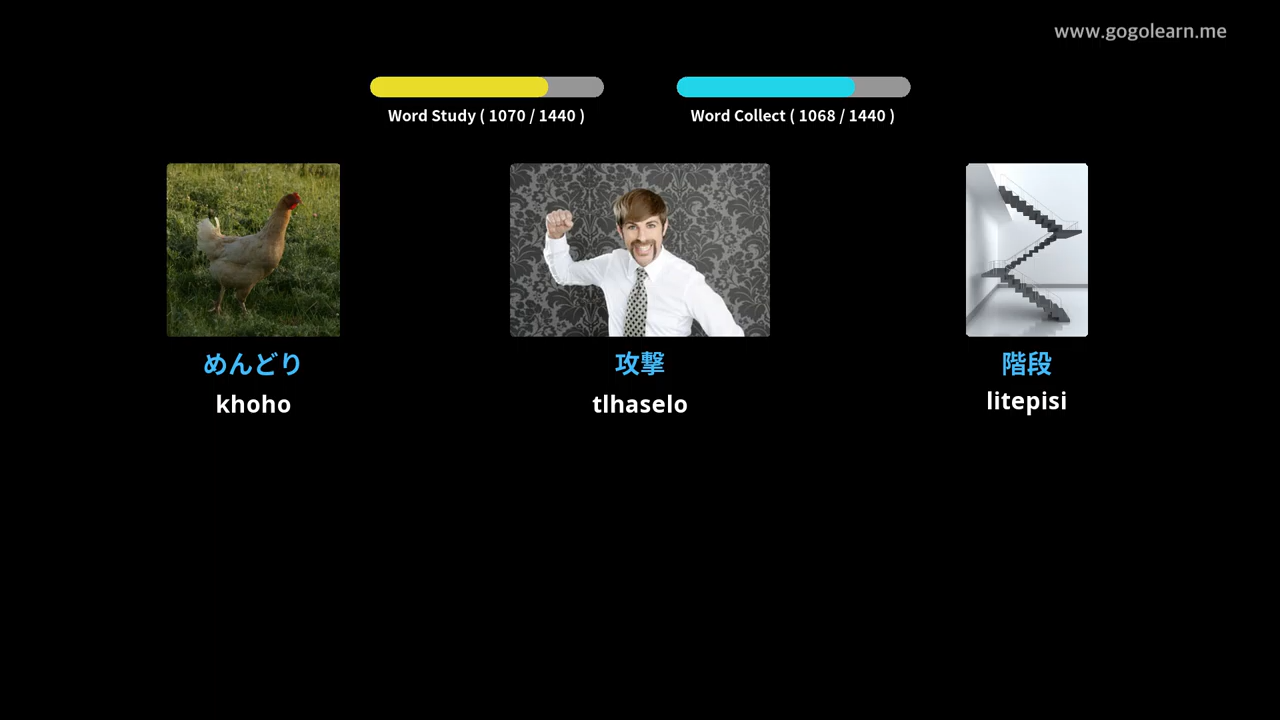 www.gogolearn.me
Word Study ( 1070 / 1440 )
Word Collect ( 1068 / 1440 )
めんどり
khoho
攻撃
tlhaselo
階段
litepisi